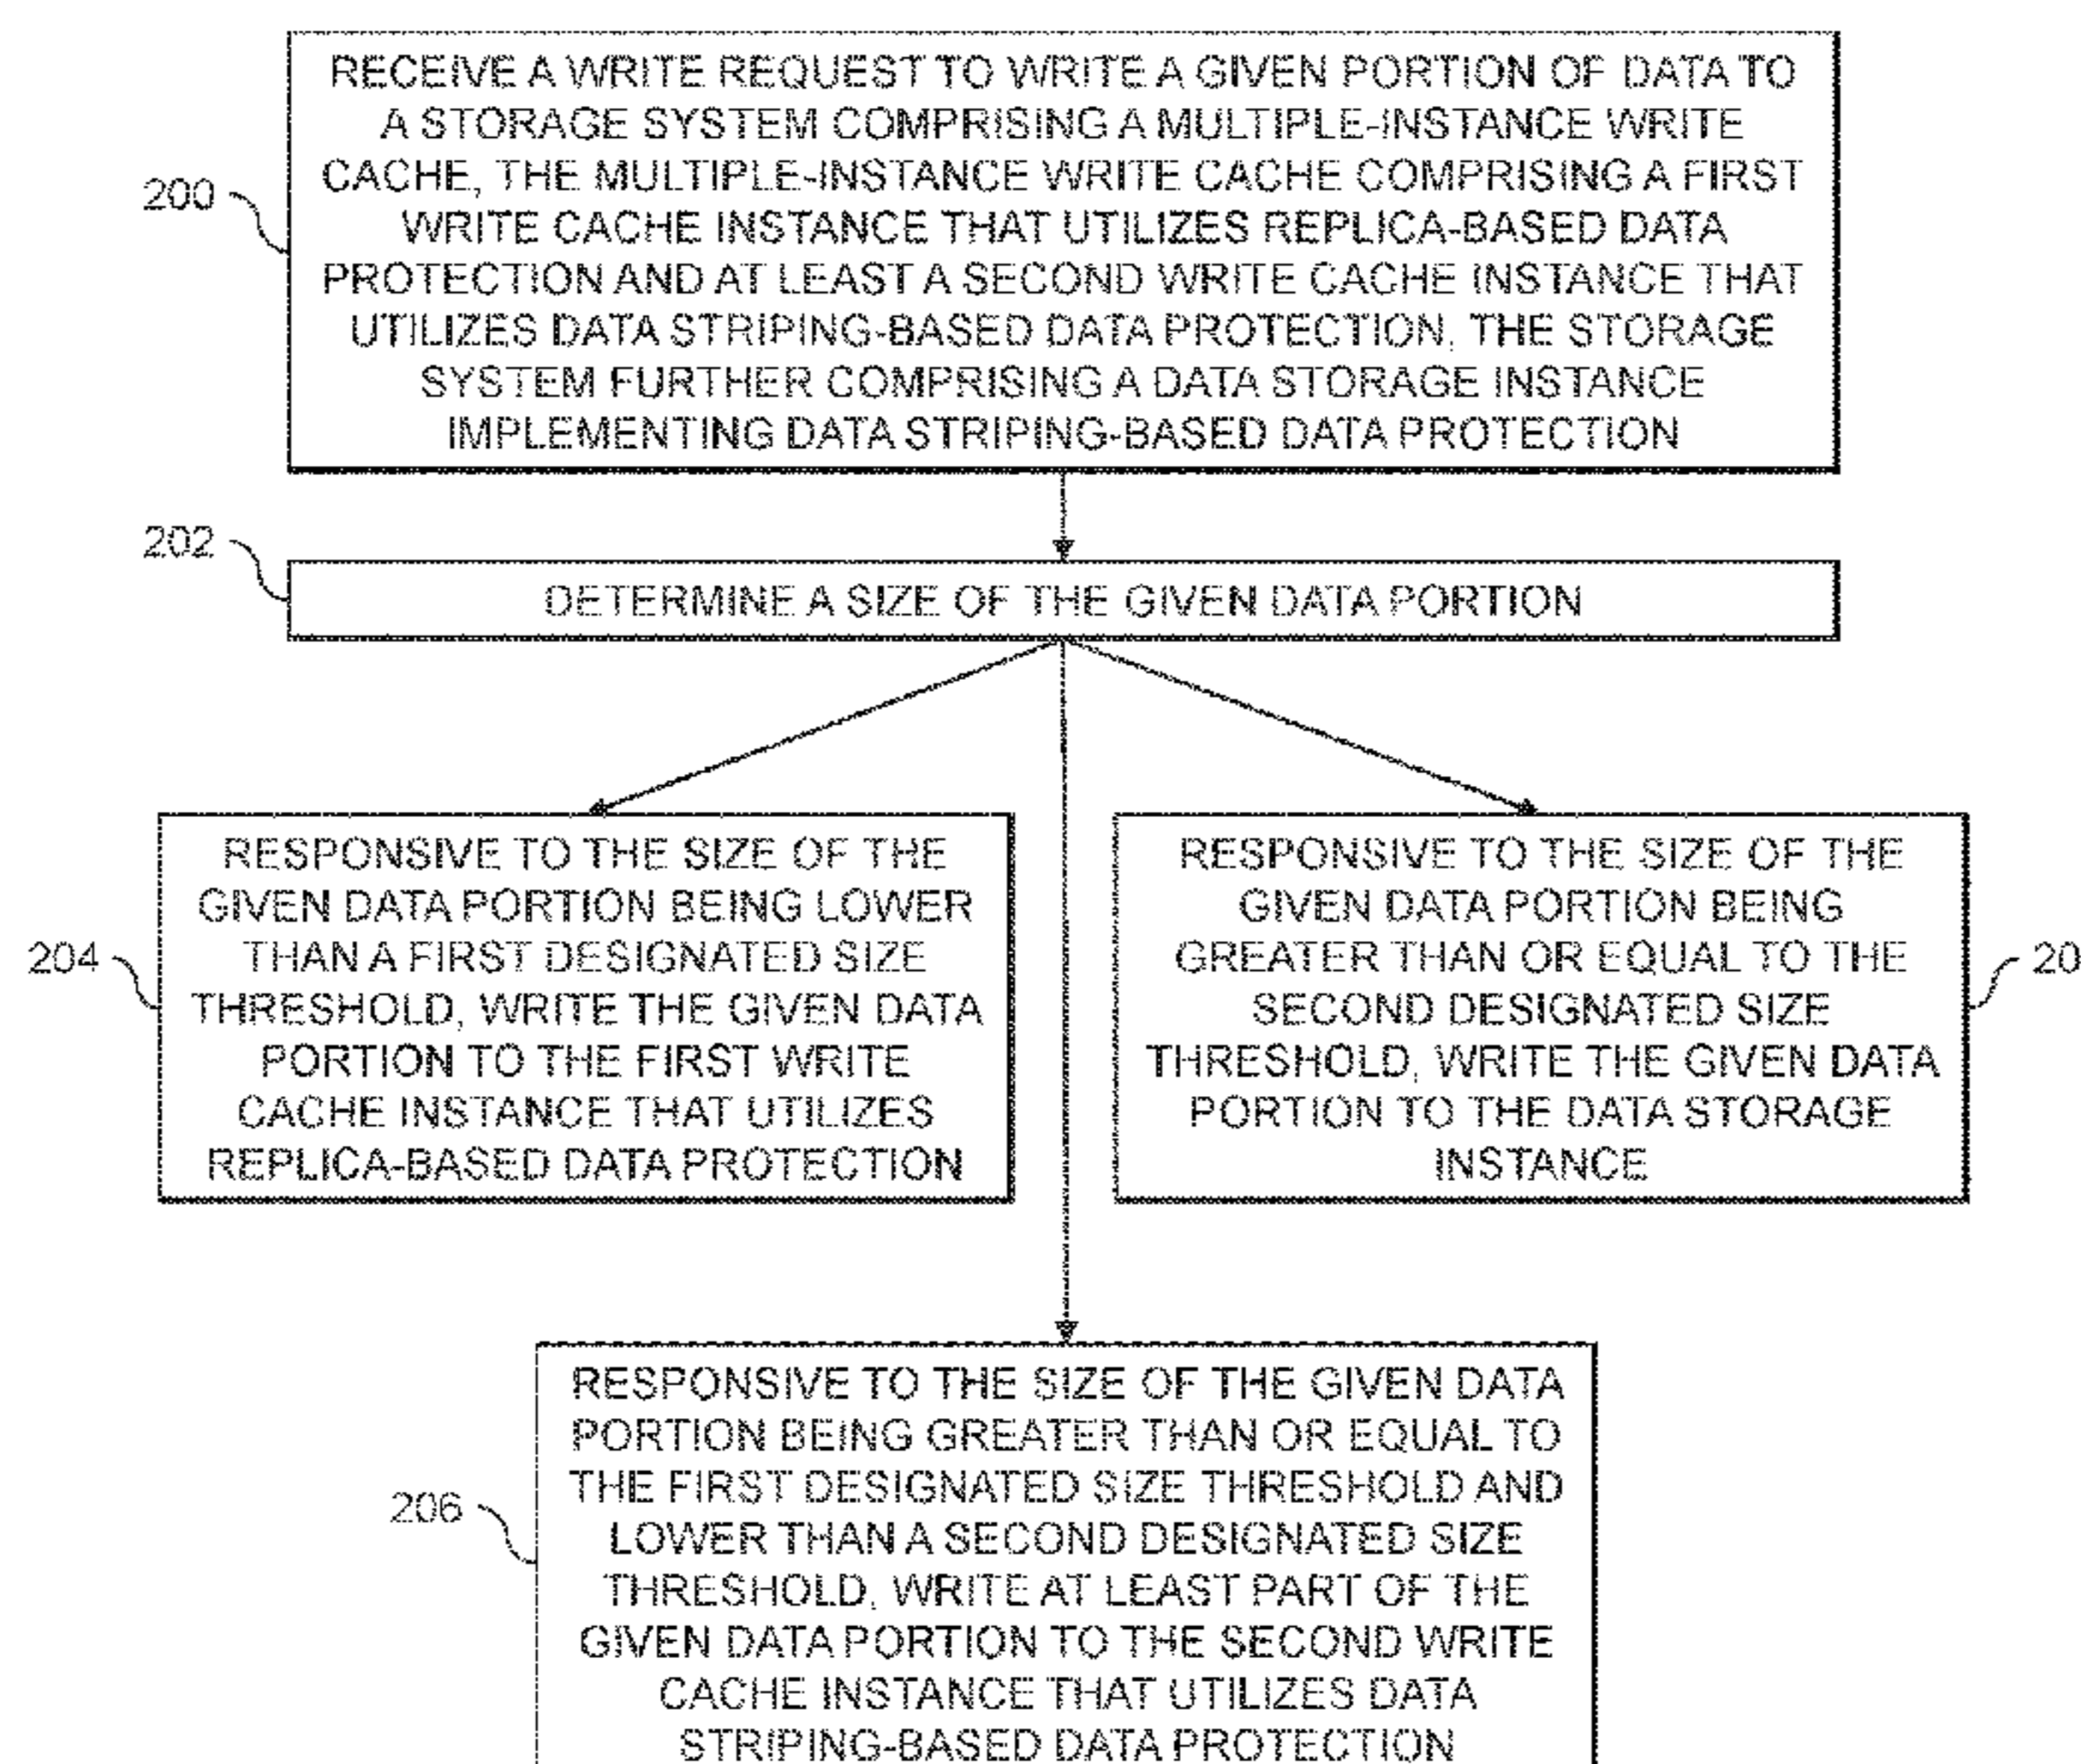 RECEIVE A WRITE REQUEST TO WRITE A GIVEN PORTION OF DATA TO
A STORAGE SYSTEM COMPRISING A MULTIPLE-INSTANCE WRITE
CACHE, THE MULTIPLE-INSTANCE WRITE CACHE COMPRISING A FIRST
WRITE CACHE INSTANCE THAT UTILIZES REPLICA-BASED DATA
PROTECTION AND AT LEAST A SECOND WRITE CACHE INSTANCE THAT
UTILIZES DATA STRIPING-BASED DATA PROTECTION, THE STORAGE
SYSTEM FURTHER COMPRISING A DATA STORAGE INSTANCE
IMPLEMENTING DATA STRIPING-BASED DATA PROTECTION
200
202
DETERMINE A SIZE OF THE GIVEN DATA PORTION
204
RESPONSIVE TO THE SIZE OF THE
GIVEN DATA PORTION BEING LOWER
THAN A FIRST DESIGNATED SIZE
THRESHOLD, WRITE THE GIVEN DATA
PORTION TO THE FIRST WRITE
CACHE INSTANCE THAT UTILIZES
REPLICA-BASED DATA PROTECTION
RESPONSIVE TO THE SIZE OF THE
GIVEN DATA PORTION BEING
GREATER THAN OR EQUAL TO THE
SECOND DESIGNATED SIZE
THRESHOLD, WRITE THE GIVEN DATA
PORTION TO THE DATA STORAGE
INSTANCE
20
206
RESPONSIVE TO THE SIZE OF THE GIVEN DATA
PORTION BEING GREATER THAN OR EQUAL TO
THE FIRST DESIGNATED SIZE THRESHOLD AND
LOWER THAN A SECOND DESIGNATED SIZE
THRESHOLD, WRITE AT LEAST PART OF THE
GIVEN DATA PORTION TO THE SECOND WRITE
CACHE INSTANCE THAT UTILIZES DATA
STRIPING-BASED DATA PROTECTION